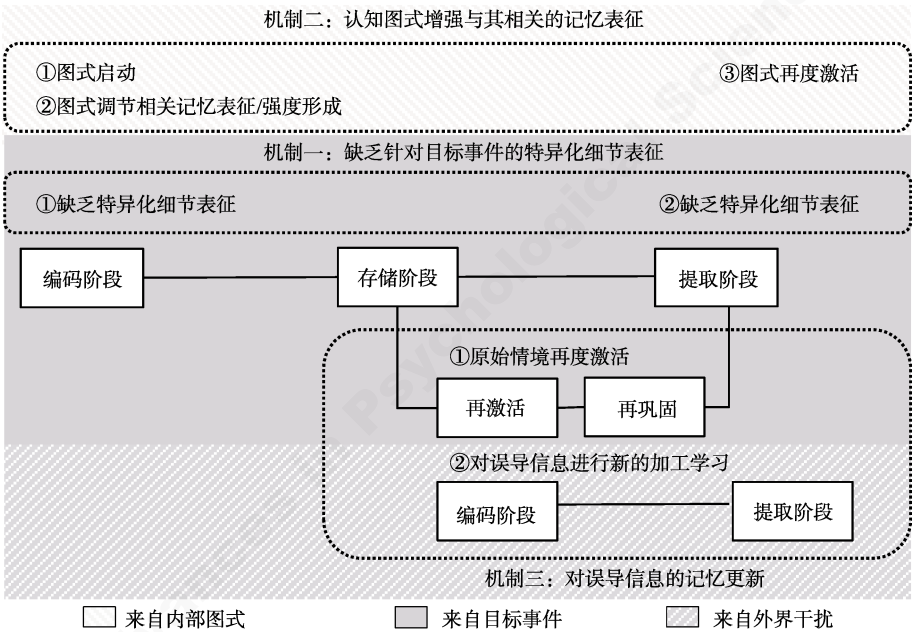 机制二：认知图式增强与其相关的记忆表征
①图式启动
③图式再度激活
②图式调节相关记忆表征/强度形成
机制一：缺乏针对目标事件的特异化细节表征
①缺乏特异化细节表征
②缺乏特异化细节表征
编码阶段
存储阶段
提取阶段
①原始情境再度激活
再激活
再巩固
②对误导信息进行新的加工学习
编码阶段
提取阶段
机制三：对误导信息的记忆更新
来自内部图式
来自目标事件
来自外界干扰